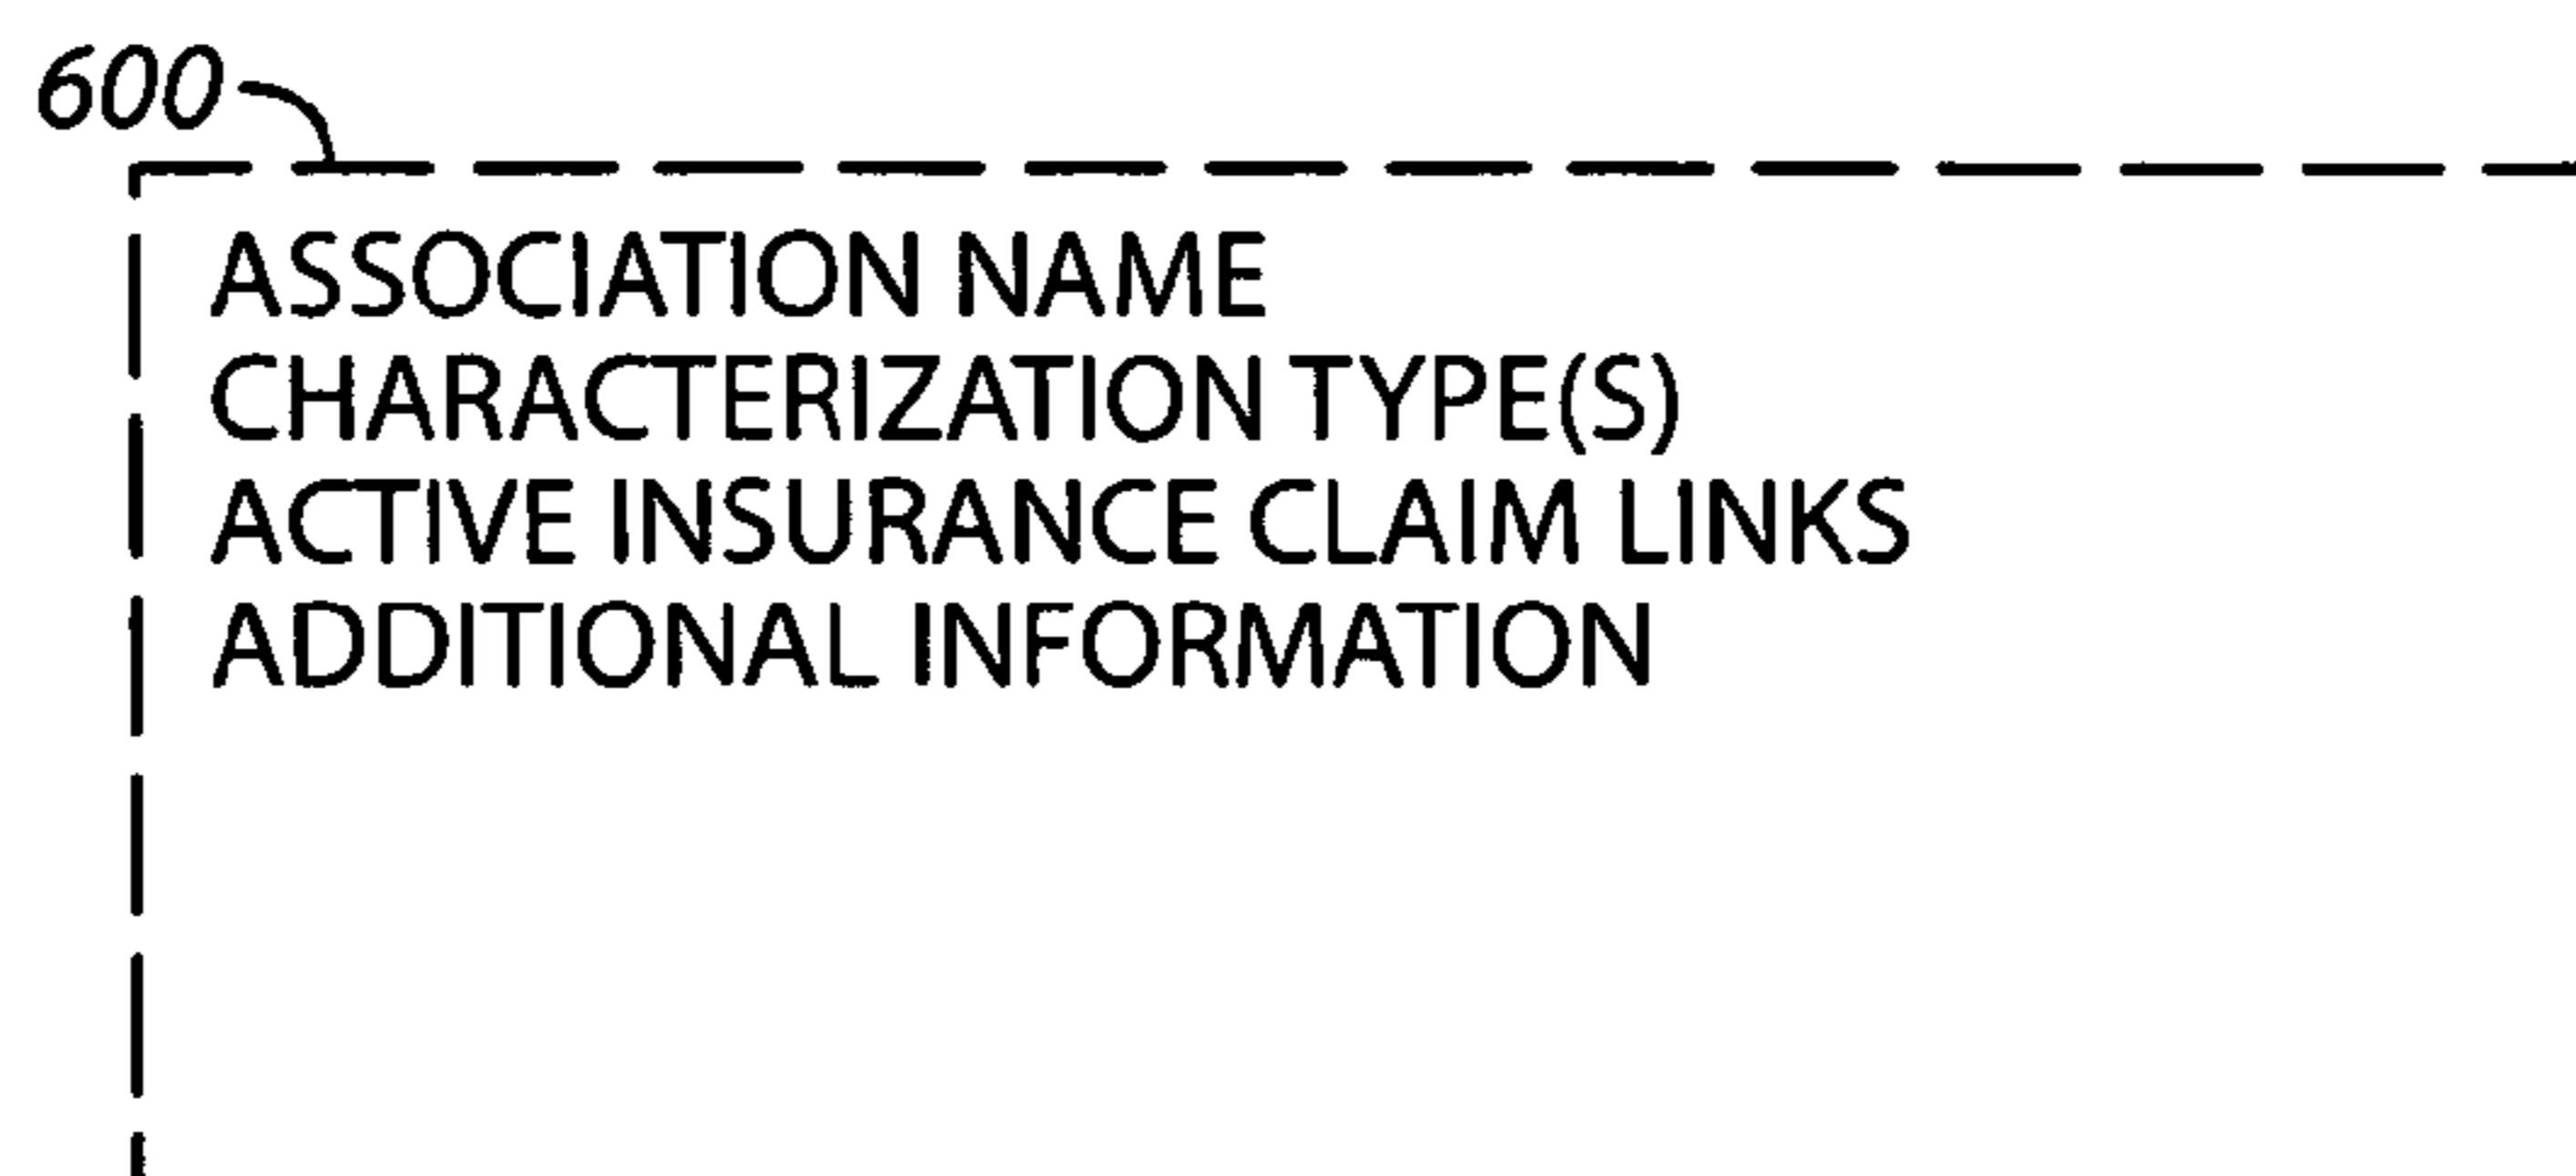 600
ASSOCIATION NAME
CHARACTERIZATION TYPE(S)
ACTIVE INSURANCE CLAIM LINKS
ADDITIONAL INFORMATION